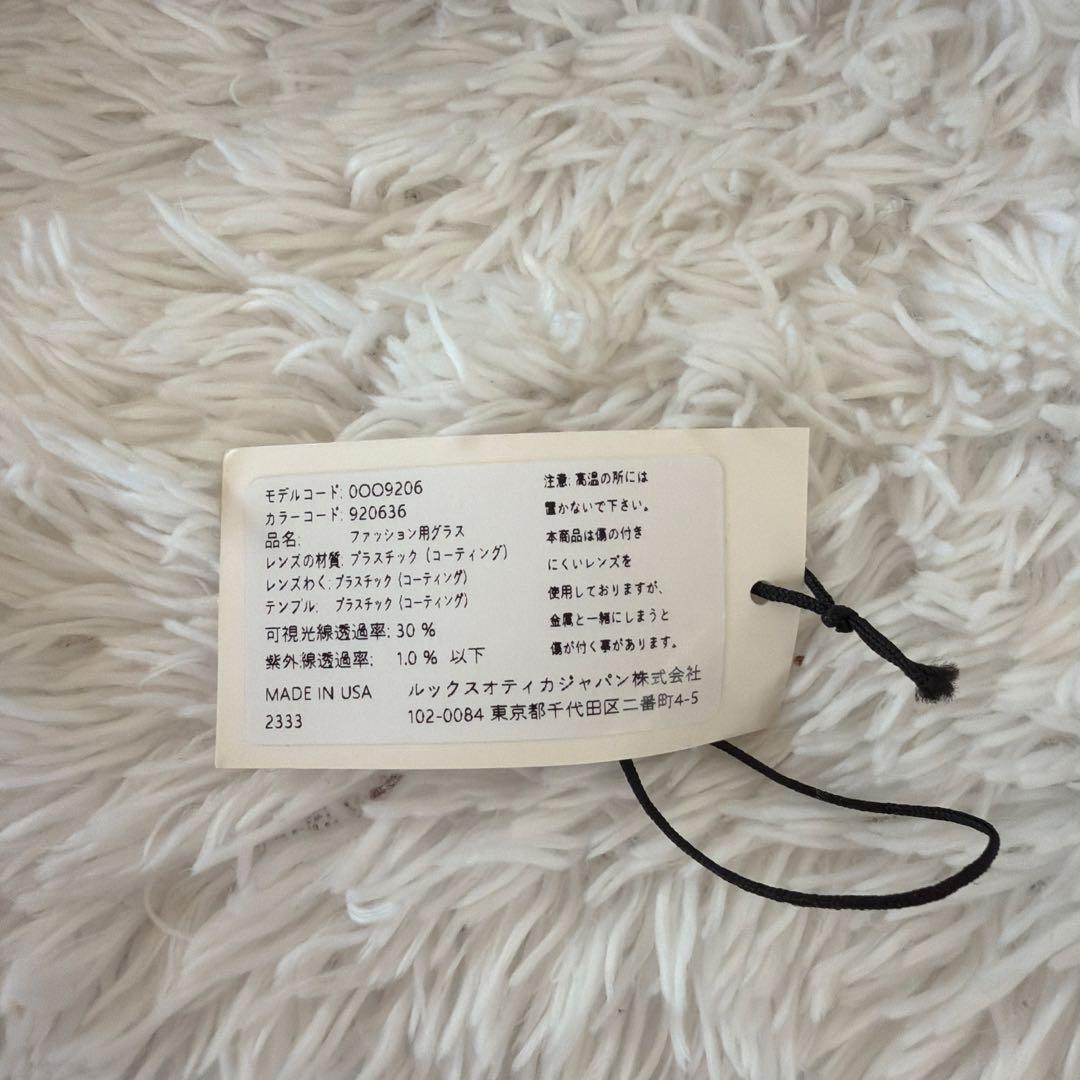 モデルコード: 0OO9206
カラーコード: 920636
品名: ファッション用グラス
レンズの材質: プラスチック (コーティング)
レンズわく: プラスチック (コーティング)
テンプル: プラスチック (コーティング)
可視光線透過率: 30 %
紫外線透過率: 1.0 % 以下
MADE IN USA
2333
注意: 高温の所には
置かないで下さい。
本商品は傷の付き
にくいレンズを
使用しておりますが、
金属と一緒にしまうと
傷が付く事があります。
ルックスオティカジャパン株式会社
102-0084 東京都千代田区二番町4-5